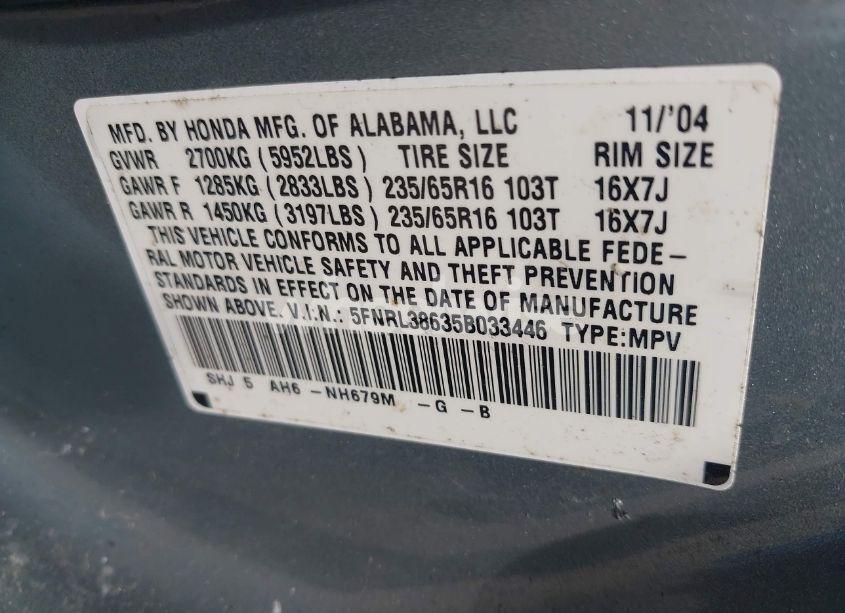 MFD. BY HONDA MFG. OF ALABAMA, LLC 11/'04
GVWR 2700KG (5952LBS) TIRE SIZE RIM SIZE
GAWR F 1285KG (2833LBS) 235/65R16 103T 16X7J
GAWR R 1450KG (3197LBS) 235/65R16 103T 16X7J
THIS VEHICLE CONFORMS TO ALL APPLICABLE FEDE-
RAL MOTOR VEHICLE SAFETY AND THEFT PREVENTION
STANDARDS IN EFFECT ON THE DATE OF MANUFACTURE
SHOWN ABOVE. V.I.N.: 5FNRL38635B033446 TYPE:MPV
SHJ 5 AH6 -NH679M -G -B